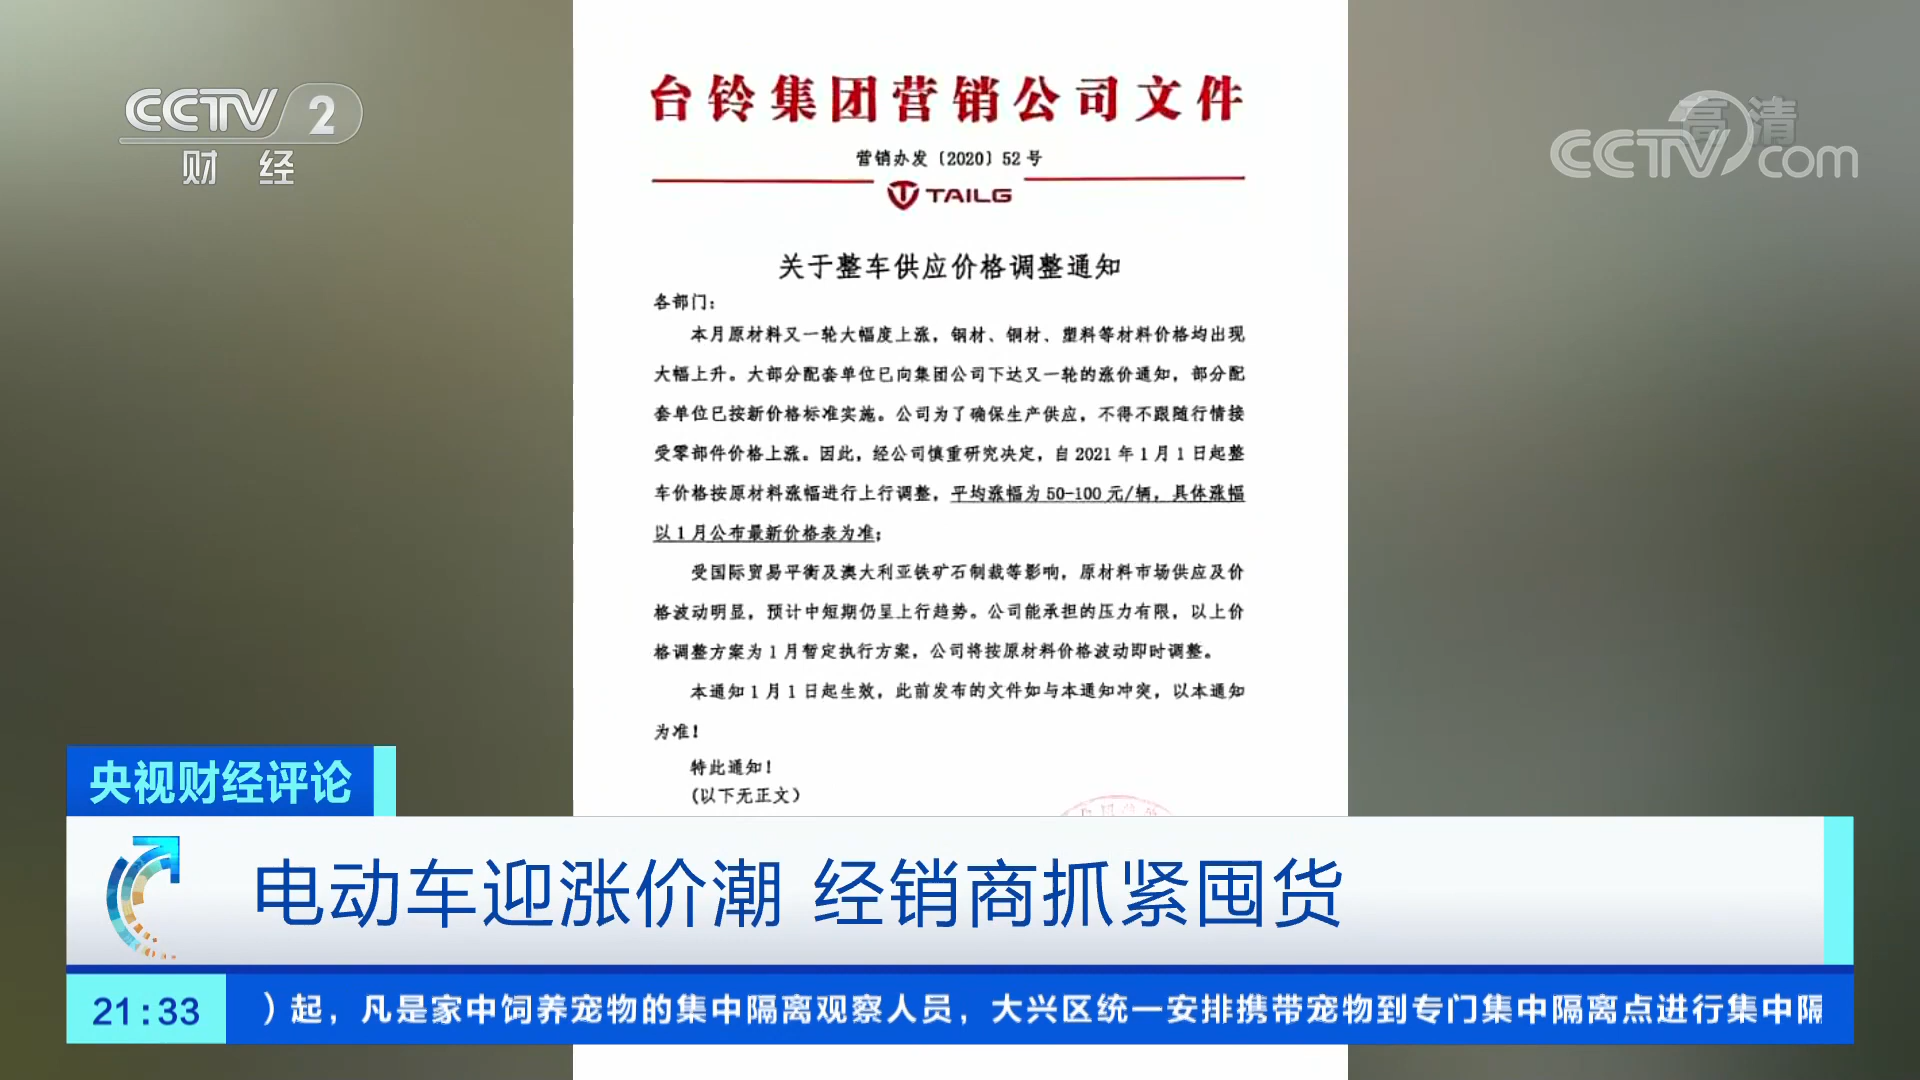 CCTV 2
财 经
高清
CCTV.com
台铃集团营销公司文件
营销办发〔2020〕52 号
TAILG
关于整车供应价格调整通知
各部门:
本月原材料又一轮大幅度上涨，钢材、铜材、塑料等材料价格均出现
大幅上升。大部分配套单位已向集团公司下达又一轮的涨价通知，部分配
套单位已按新价格标准实施。公司为了确保生产供应，不得不跟随行情接
受零部件价格上涨。因此，经公司慎重研究决定，自 2021 年 1 月 1 日起整
车价格按原材料涨幅进行上行调整，平均涨幅为 50-100 元/辆，具体涨幅
以 1 月公布最新价格表为准;
受国际贸易平衡及澳大利亚铁矿石制裁等影响，原材料市场供应及价
格波动明显，预计中短期仍呈上行趋势。公司能承担的压力有限，以上价
格调整方案为 1 月暂定执行方案，公司将按原材料价格波动即时调整。
本通知 1 月 1 日起生效，此前发布的文件如与本通知冲突，以本通知
为准!
特此通知!
(以下无正文)
央视财经评论
电动车迎涨价潮 经销商抓紧囤货
21:33
）起，凡是家中饲养宠物的集中隔离观察人员，大兴区统一安排携带宠物到专门集中隔离点进行集中隔